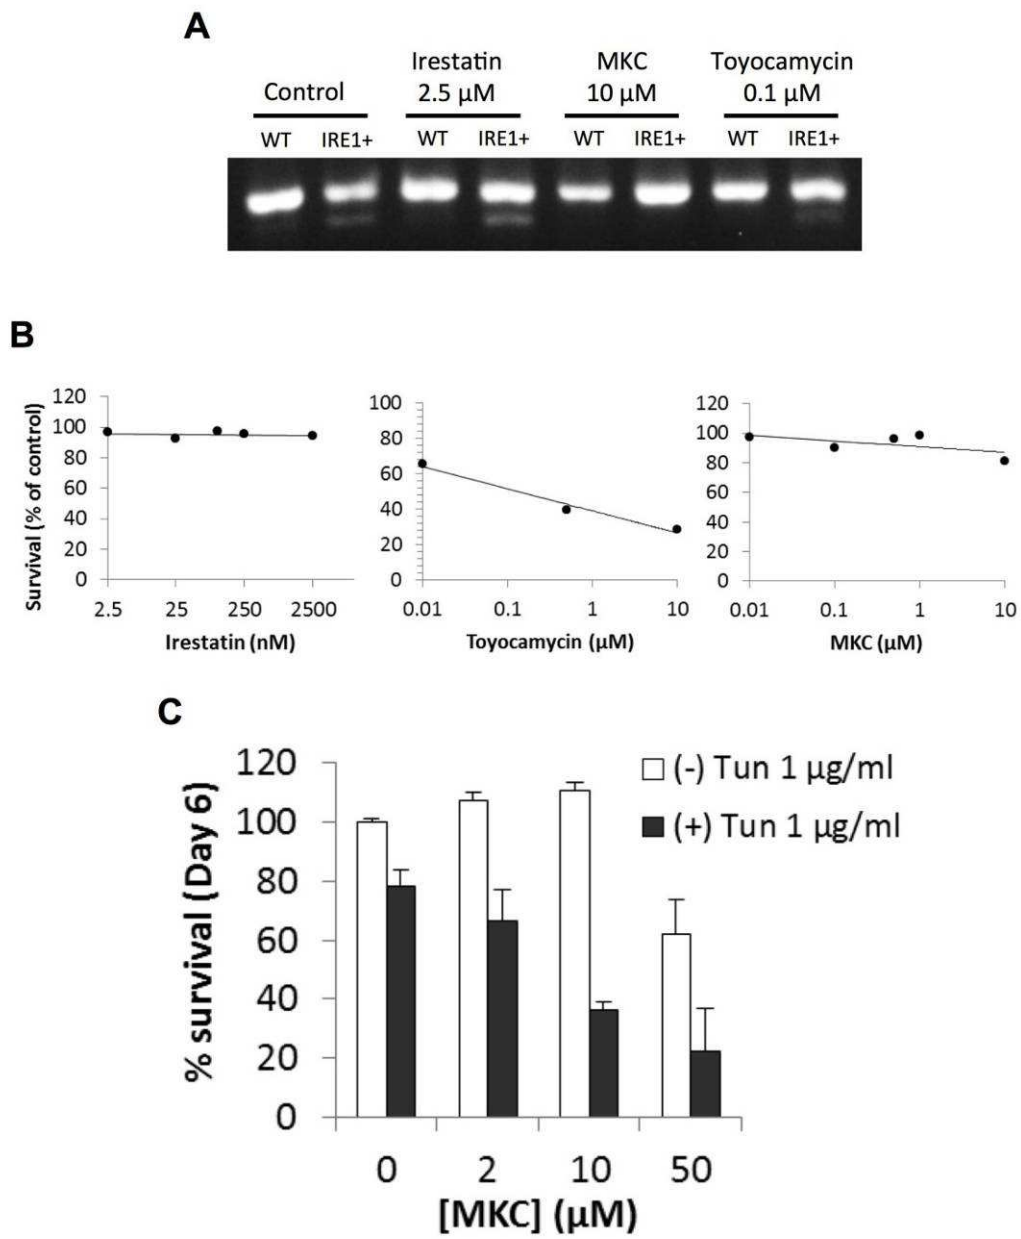 A
Control
Irestatin
2.5 µM
MKC
10 µM
Toyocamycin
0.1 µM
WT IRE1+ WT IRE1+ WT IRE1+ WT IRE1+
B
Survival (% of control)
120
100
80
60
40
20
0
2.5 25 250 2500
Irestatin (nM)
100
80
60
40
20
0
0.01 0.1 1 10
Toyocamycin (µM)
120
100
80
60
40
20
0
0.01 0.1 1 10
MKC (µM)
C
% survival (Day 6)
120
100
80
60
40
20
0
(-) Tun 1 µg/ml
(+) Tun 1 µg/ml
0 2 10 50
[MKC] (µM)